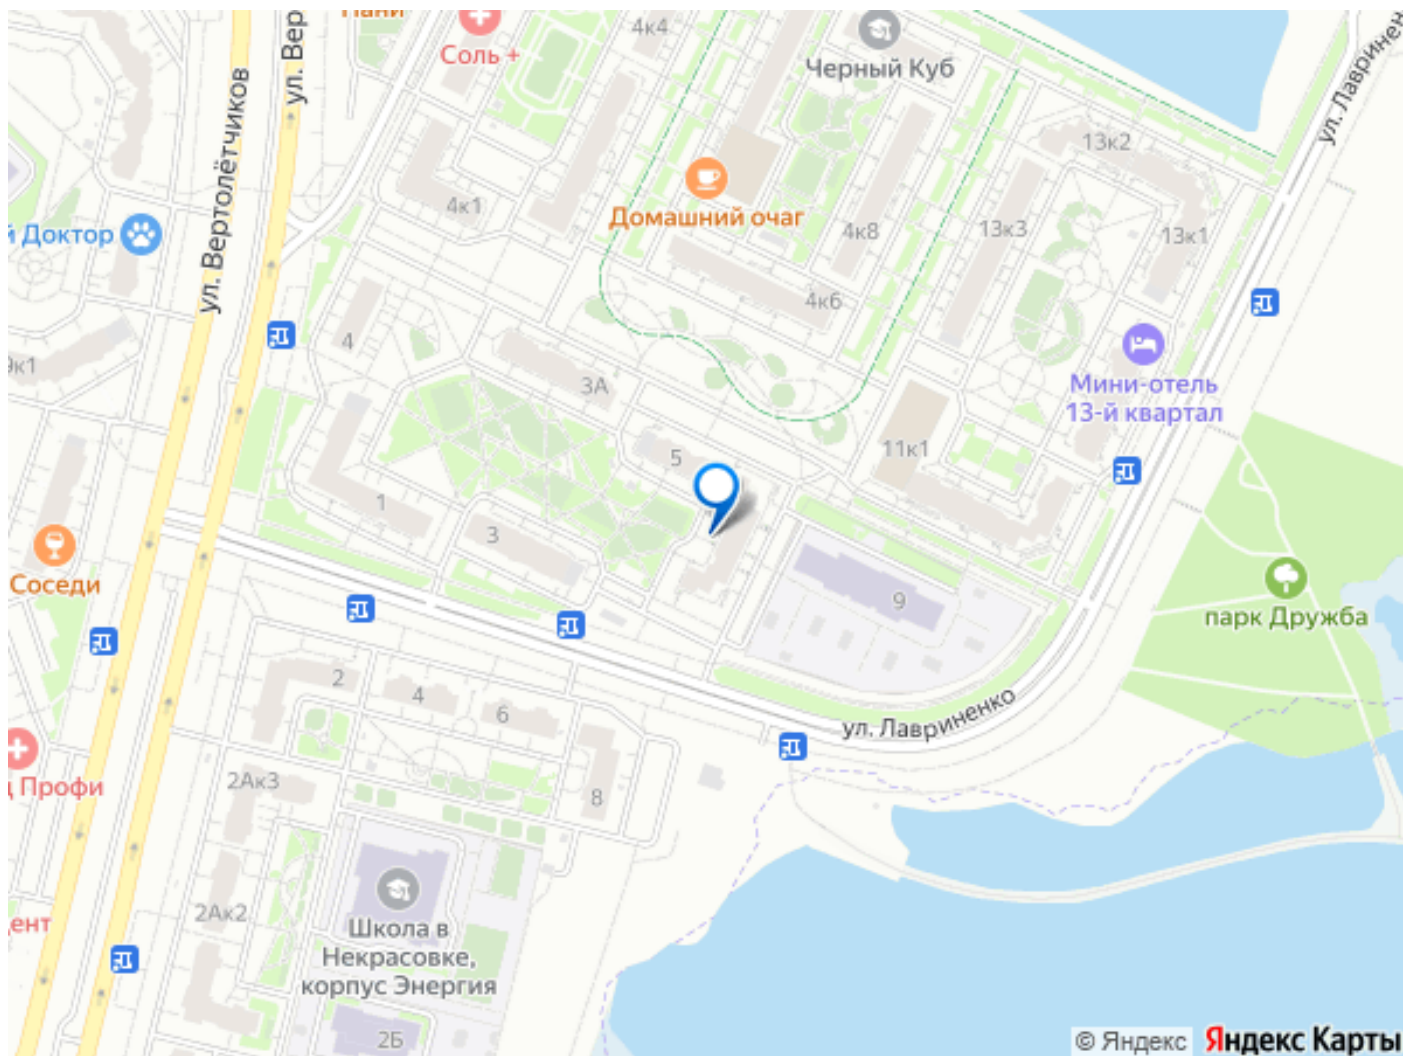 Пани
4к4
Соль +
Черный Куб
ул. Вертолётчиков
ул. Вер
ул. Лавринен
13к2
4к1
Домашний очаг
4к8
13к3
13к1
й Доктор
4к6
4
9к1
3А
Мини-отель
13-й квартал
5
11к1
1
3
Соседи
9
парк Дружба
2
4
6
ул. Лавриненко
2Ак3
8
д Профи
2Ак2
ент
Школа в
Некрасовке,
корпус Энергия
2Б
© Яндекс Яндекс Карты